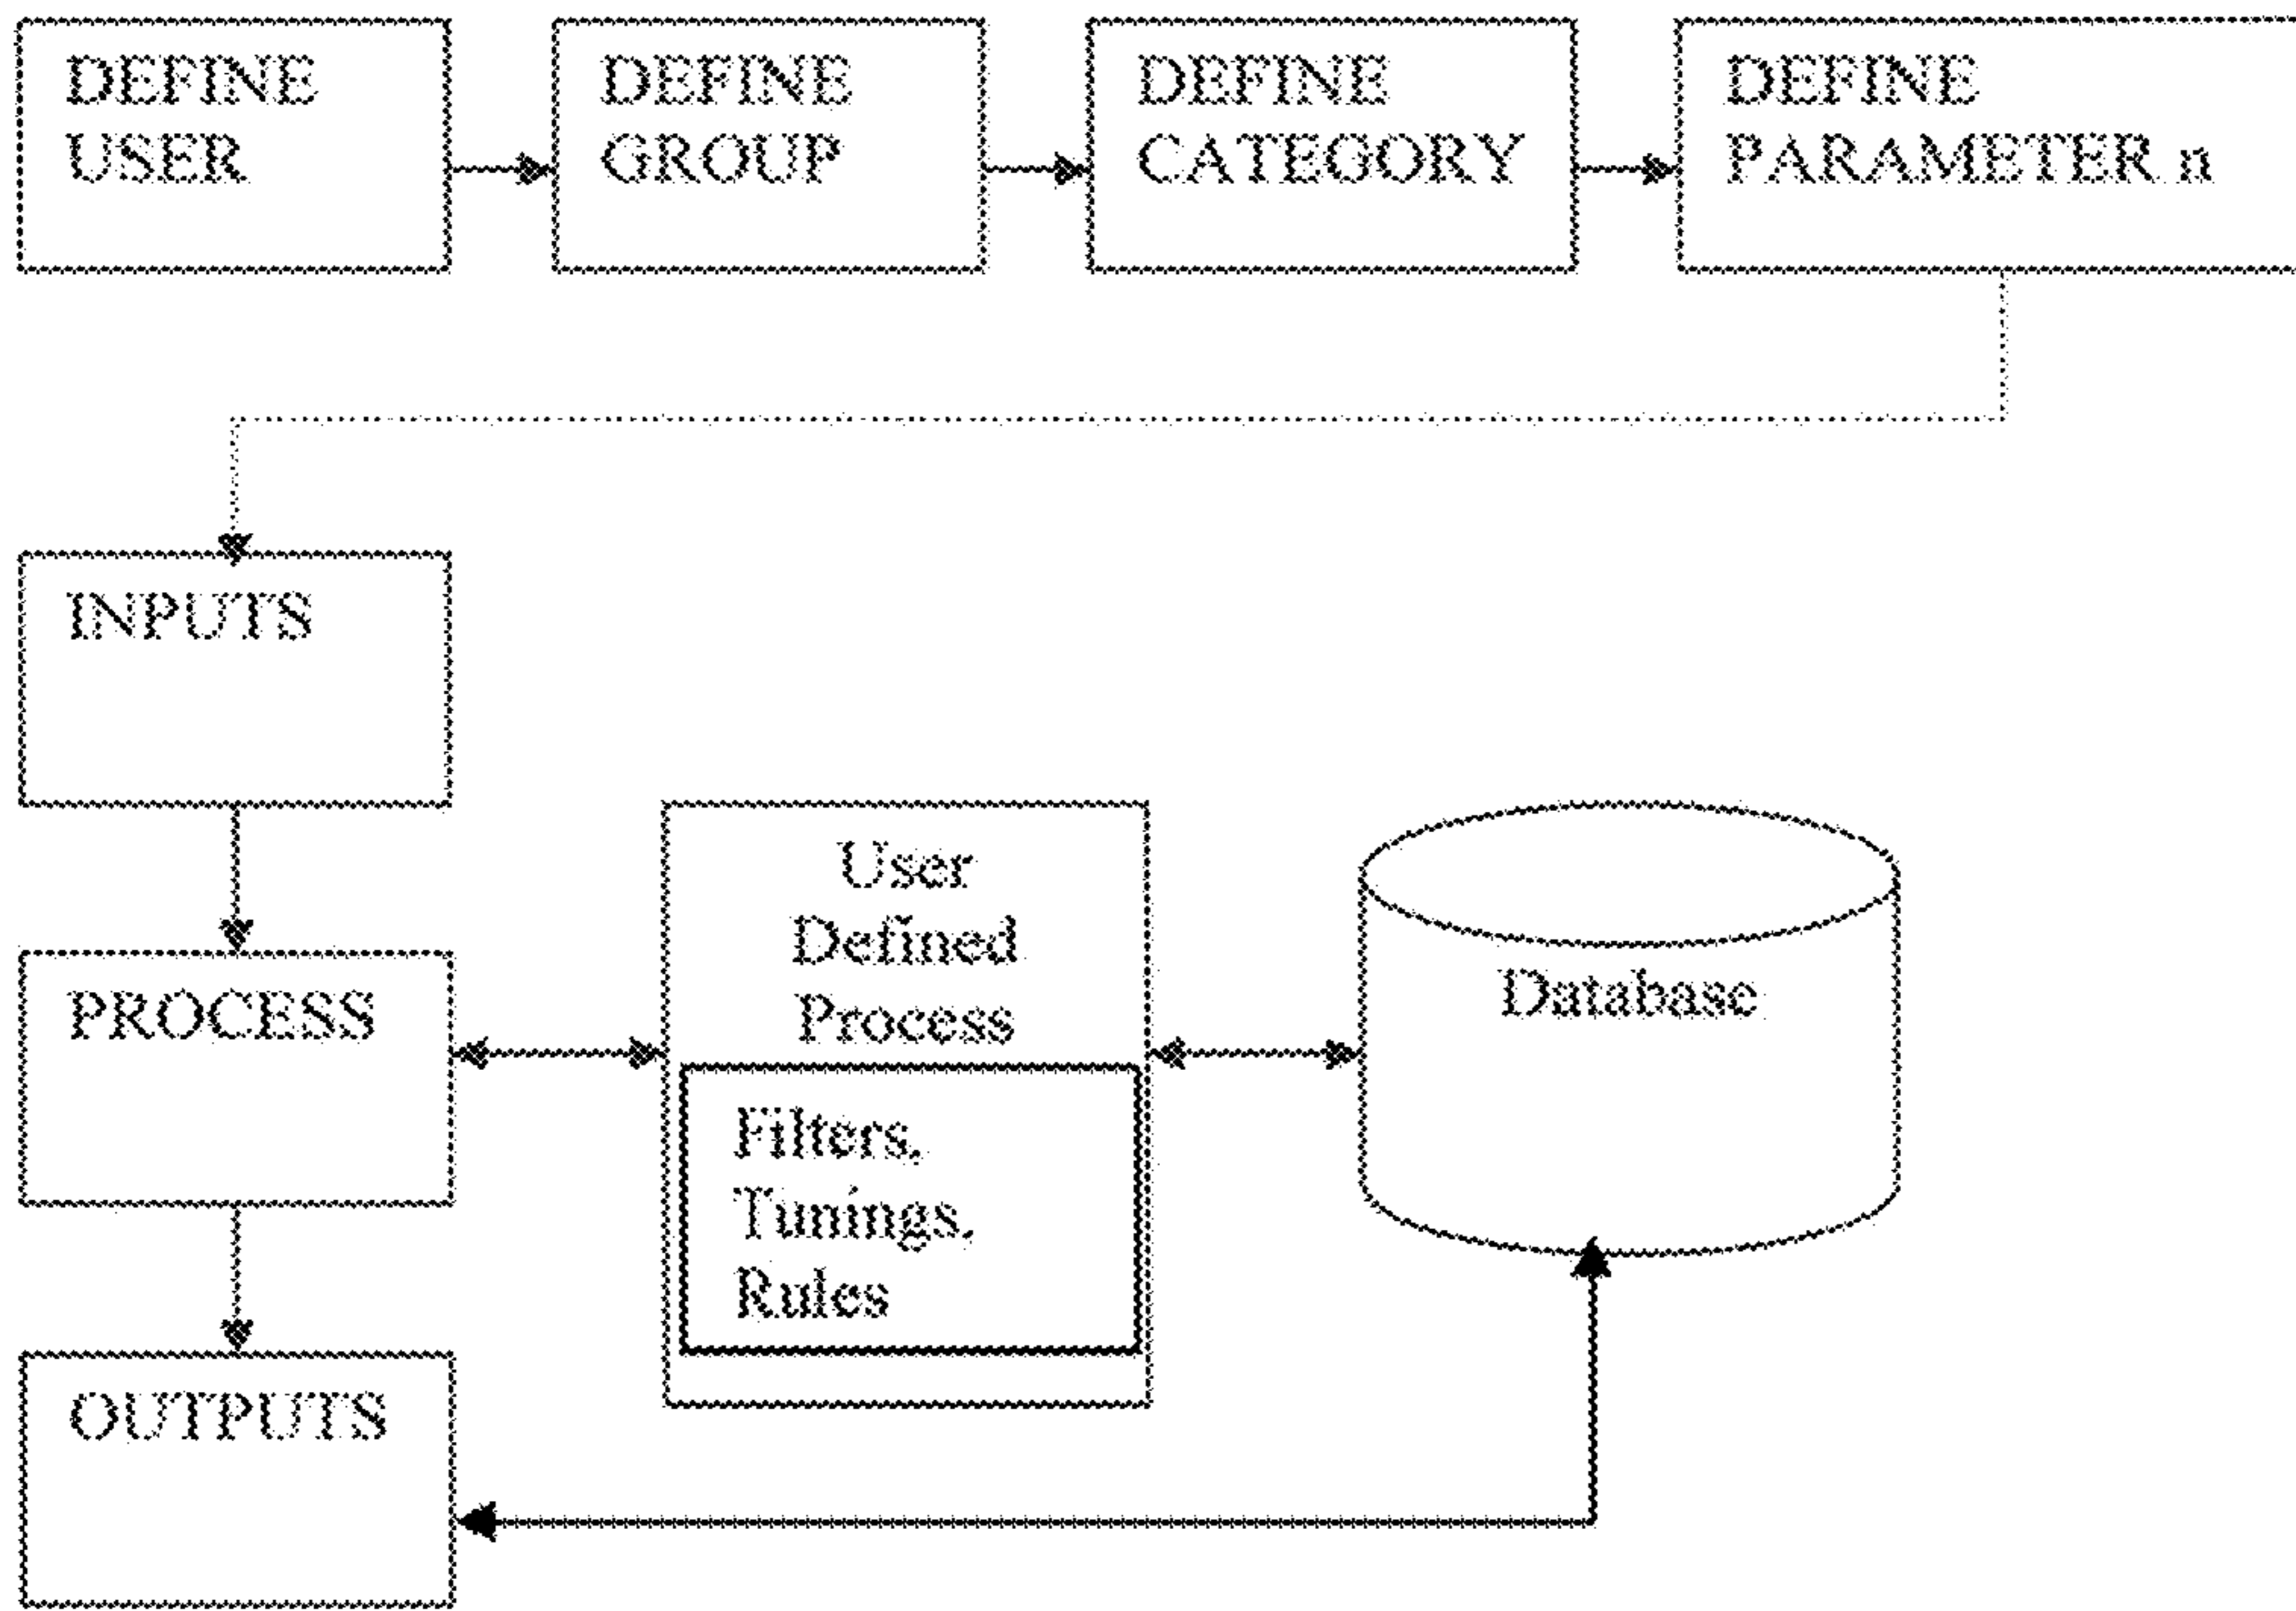 DEFINE
USER
DEFINE
GROUP
DEFINE
CATEGORY
DEFINE
PARAMETER n
INPUTS
PROCESS
User
Defined
Process
Filters,
Tunings,
Rules
Database
OUTPUTS